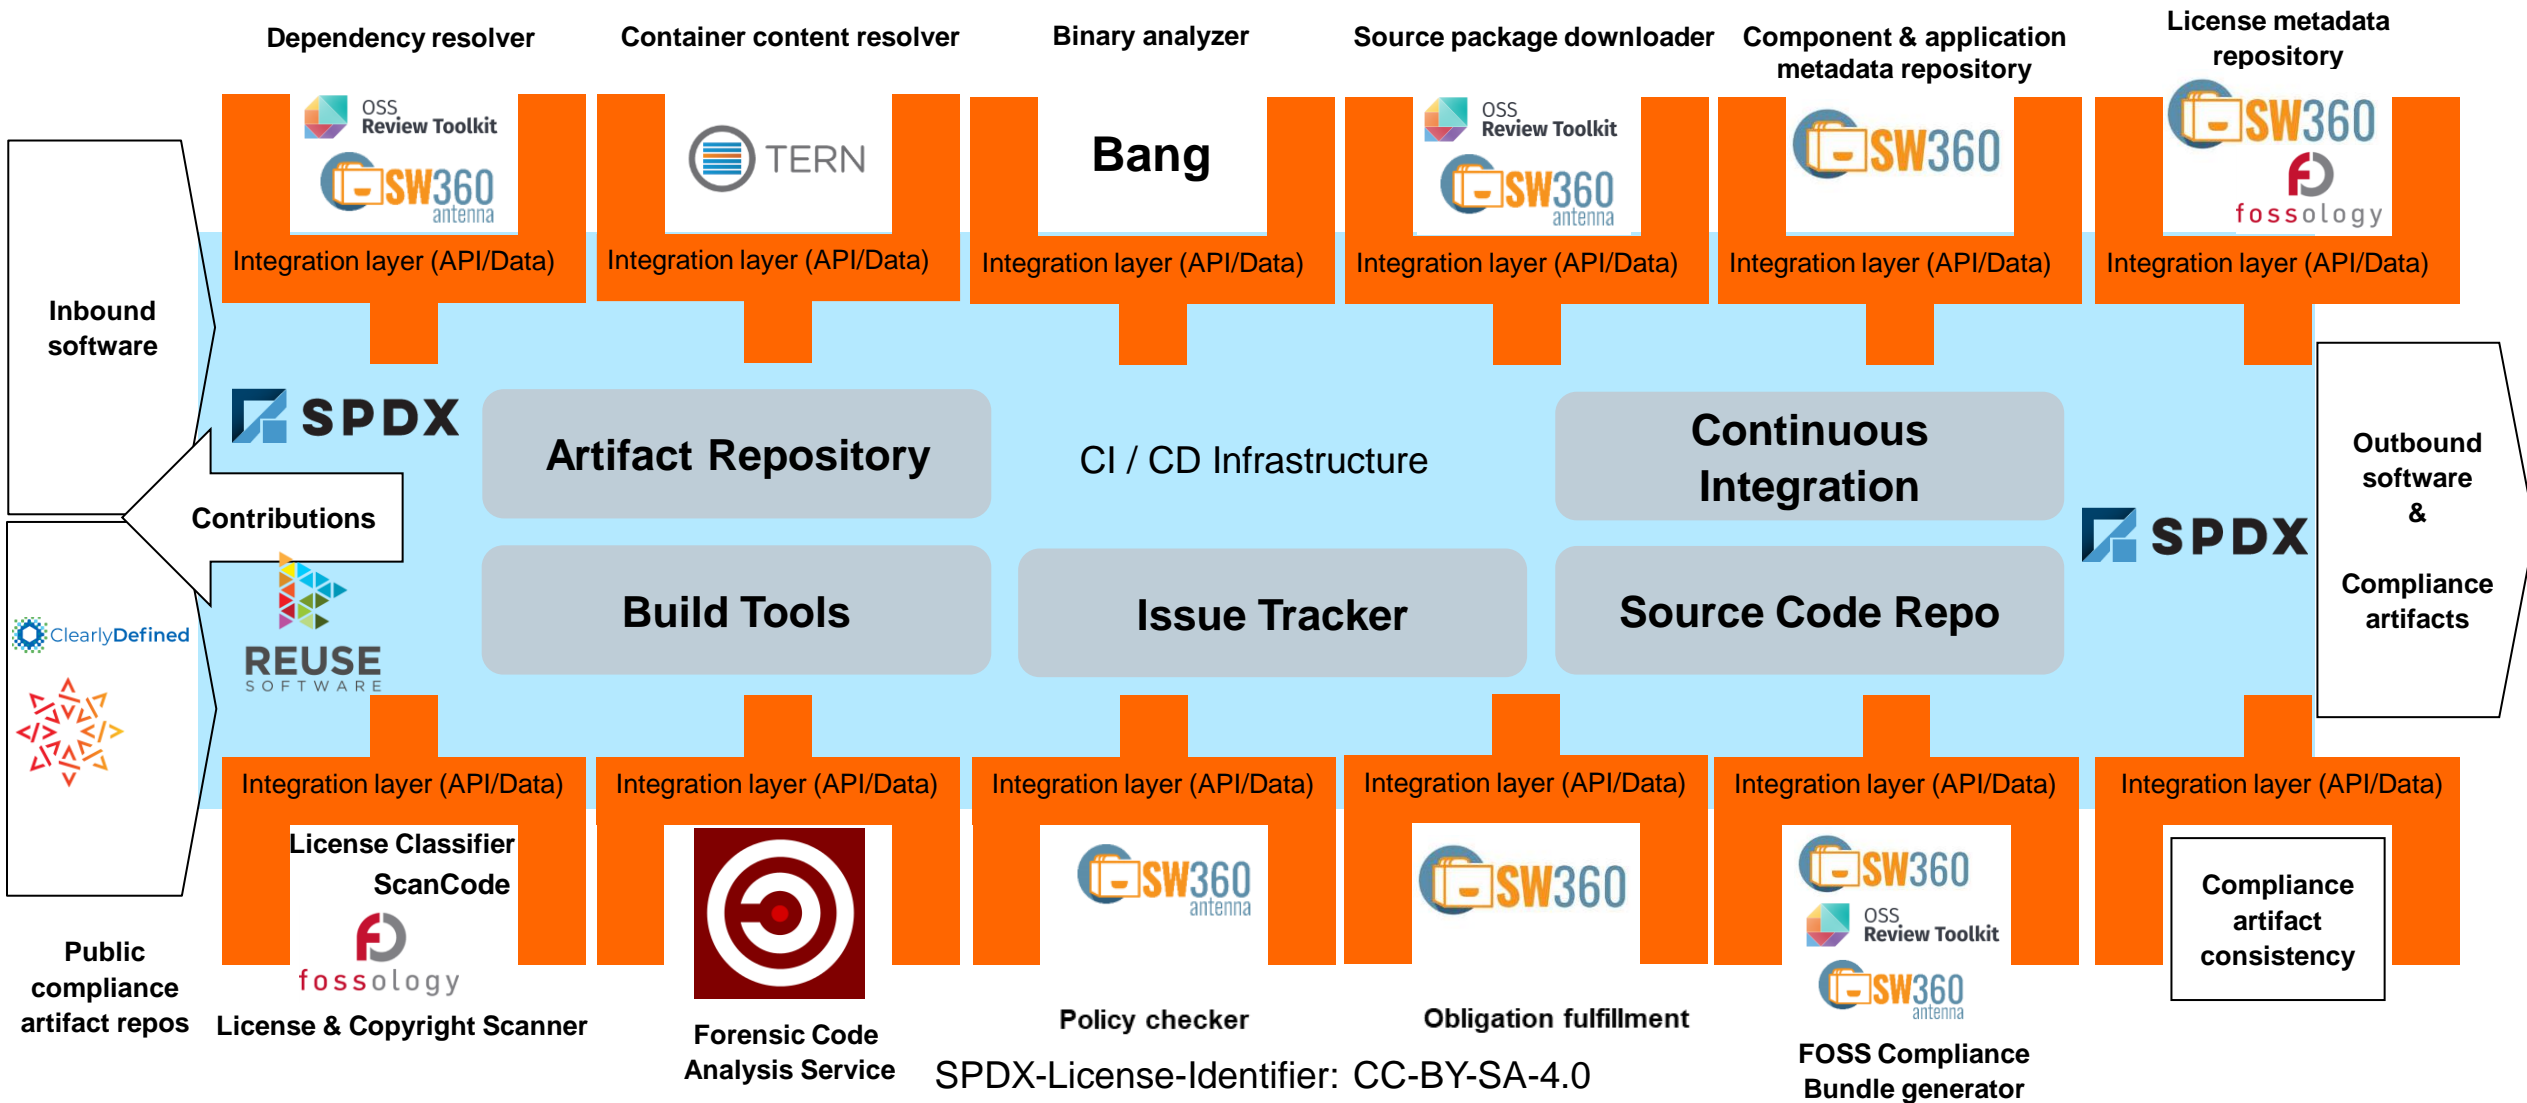 Dependency resolver
Container content resolver
Binary analyzer
Source package downloader
Component & application
metadata repository
License metadata
repository
OSS
Review Toolkit
SW360
antenna
TERN
Bang
OSS
Review Toolkit
SW360
antenna
SW360
SW360
fossology
Integration layer (API/Data)
Integration layer (API/Data)
Integration layer (API/Data)
Integration layer (API/Data)
Integration layer (API/Data)
Integration layer (API/Data)
Inbound
software
SPDX
Artifact Repository
CI / CD Infrastructure
Continuous
Integration
Outbound
software
&
Compliance
artifacts
Contributions
SPDX
ClearlyDefined
REUSE
SOFTWARE
Build Tools
Issue Tracker
Source Code Repo
Integration layer (API/Data)
Integration layer (API/Data)
Integration layer (API/Data)
Integration layer (API/Data)
Integration layer (API/Data)
Integration layer (API/Data)
License Classifier
ScanCode
fossology
SW360
antenna
SW360
SW360
OSS
Review Toolkit
SW360
antenna
Compliance
artifact
consistency
Public
compliance
artifact repos
License & Copyright Scanner
Forensic Code
Analysis Service
Policy checker
Obligation fulfillment
FOSS Compliance
Bundle generator
SPDX-License-Identifier: CC-BY-SA-4.0